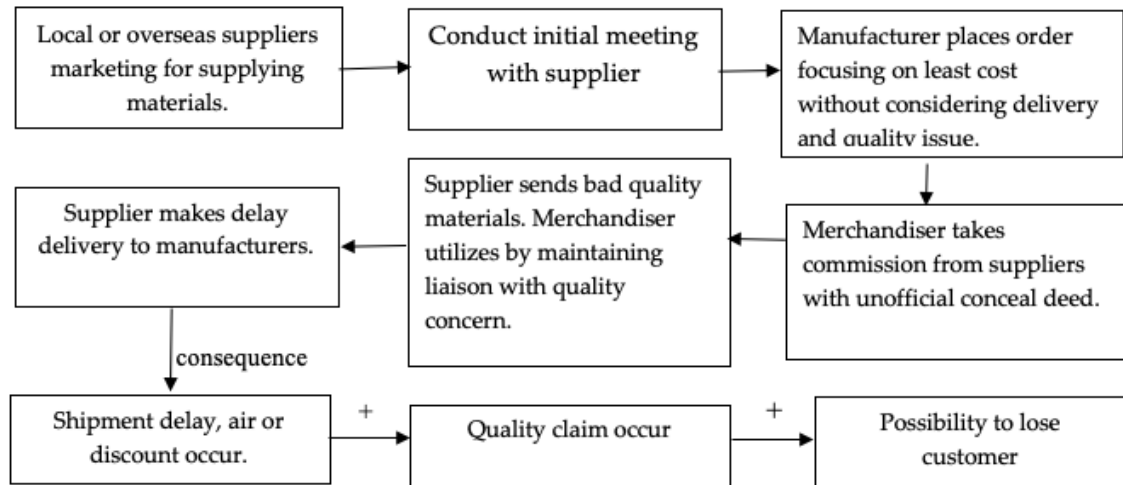 Local or overseas suppliers
marketing for supplying
materials.
Conduct initial meeting
with supplier
Manufacturer places order
focusing on least cost
without considering delivery
and quality issue.
Merchandiser takes
commission from suppliers
with unofficial conceal deed.
Supplier sends bad quality
materials. Merchandiser
utilizes by maintaining
liaison with quality
concern.
Supplier makes delay
delivery to manufacturers.
consequence
Shipment delay, air or
discount occur.
+
Quality claim occur
+
Possibility to lose
customer